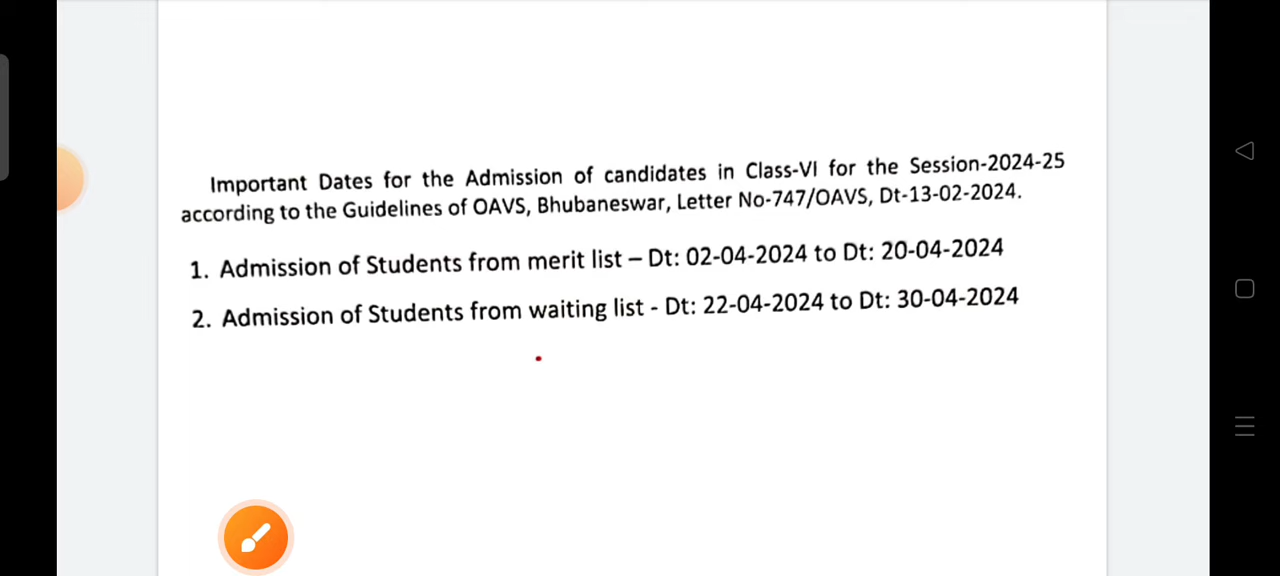 Important Dates for the Admission of candidates in Class-VI for the Session-2024-25
according to the Guidelines of OAVS, Bhubaneswar, Letter No-747/OAVS, Dt-13-02-2024.
1. Admission of Students from merit list – Dt: 02-04-2024 to Dt: 20-04-2024
2. Admission of Students from waiting list - Dt: 22-04-2024 to Dt: 30-04-2024